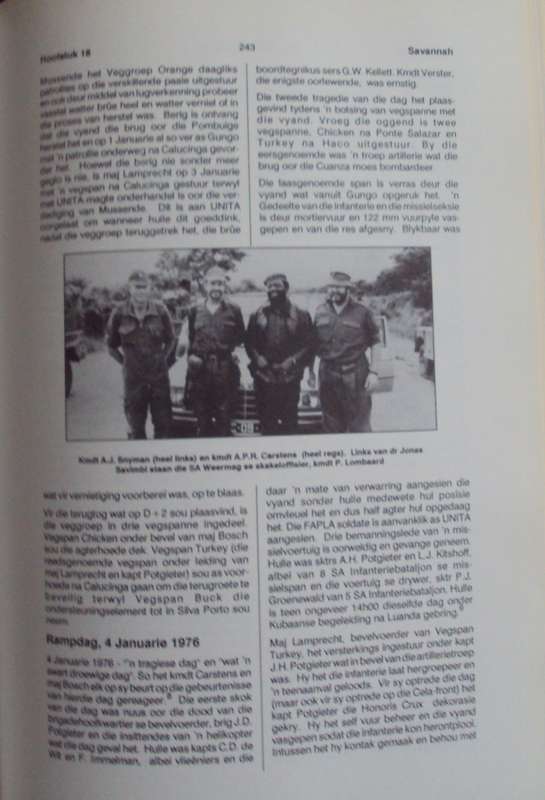 Hoofstuk 18
243
Savannah
Mussende het Veggroep Orange daagliks
patrollies op die verskillende paaie uitgestuur
en ook deur middel van lugverkenning probeer
vasstel watter brûe heel en watter verniel of in
die proses van herstel was. Berig is ontvang
dat die vyand die brug oor die Pombuige
herstel het en op 1 Januarie al so ver as Gungo
met 'n patrollie onderweg na Calucinga gevor-
der het. Hoewel die berig nie sonder meer
geglo is nie, is maj Lamprecht op 3 Januarie
met 'n vegspan na Calucinga gestuur terwyl
met UNITA-magte onderhandel is oor die ver-
dediging van Mussende. Dit is aan UNITA
oorgelaat om wanneer hulle dit goeddink,
nadat die veggroep teruggetrek het, die brûe
boordtegnikus sers G.W. Kellett. Kmdt Verster,
die enigste oorlewende, was ernstig.
Die tweede tragedie van die dag het plaas-
gevind tydens 'n botsing van vegspanne met
die vyand. Vroeg die oggend is twee
vegspanne, Chicken na Ponte Salazar en
Turkey na Haco uitgestuur. By die
eersgenoemde was 'n troep artillerie wat die
brug oor die Cuanza moes bombardeer.
Die laasgenoemde span is verras deur die
vyand wat vanuit Gungo opgeruk het. 'n
Gedeelte van die infanterie en die missielseksie
is deur mortiervuur en 122 mm vuurpyle vas-
gepen en van die res afgesny. Blykbaar was
Kmdt A.J. Snyman (heel links) en kmdt A.P.R. Carstens (heel regs). Links van dr Jonas
Savimbi staan die SA Weermag se skakeloffisier, kmdt P. Lombaard
wat vir vernietiging voorberei was, op te blaas.
Vir die terugtog wat op D + 2 sou plaasvind, is
die veggroep in drie vegspanne ingedeel.
Vegspan Chicken onder bevel van maj Bosch
sou die agterhoede dek. Vegspan Turkey (die
reedsgenoemde vegspan onder leiding van
maj Lamprecht en kapt Potgieter) sou as voor-
hoede na Calucinga gaan om die terugroete te
beveilig terwyl Vegspan Buck die
ondersteuningselement tot in Silva Porto sou
neem.
Rampdag, 4 Januarie 1976
4 Januarie 1976 - "'n tragiese dag" en 'wat 'n
swart droewige dag'. So het kmdt Carstens en
maj Bosch elk op sy beurt op die gebeurtenisse
van hierdie dag gereageer. Die eerste skok
van die dag was nuus oor die dood van die
brigadehoofkwartier se bevelvoerder, brig J.D.
Potgieter en die insittendes van 'n helikopter
wat die dag geval het. Hulle was kapts C.D. de
Wit en F. Immelman, albei vlieëniers en die
daar 'n mate van verwarring aangesien die
vyand sonder hulle medewete hul posisie
omvleuel het en dus half agter hul opgedaag
het. Die FAPLA soldate is aanvanklik as UNITA
aangesien. Drie bemanningslede van 'n mis-
sielvoertuig is oorweldig en gevange geneem.
Hulle was sktrs A.H. Potgieter en L.J. Kitshoff,
albei van 8 SA Infanteriebataljon se mis-
sielspan en die voertuig se drywer, sktr P.J.
Groenewald van 5 SA Infanteriebataljon. Hulle
is teen ongeveer 14h00 dieselfde dag onder
Kubaanse begeleiding na Luanda gebring.
Maj Lamprecht, bevelvoerder van Vegspan
Turkey, het versterkings ingestuur onder kapt
J.H. Potgieter wat in bevel van die artillerietroep
was. Hy het die infanterie laat hergroepeer en
'n teenaanval geloods. Vir sy optrede die dag
(maar ook vir sy optrede op die Cela-front) het
kapt Potgieter die Honoris Crux dekorasie
gekry. Hy het self vuur beheer en die vyand
vasgepen sodat die infanterie kon herontplooi.
Intussen het hy kontak gemaak en behou met